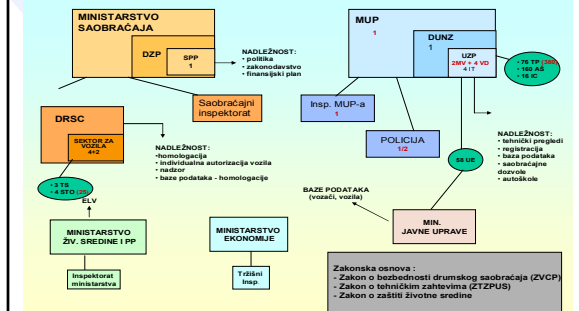 MINISTARSTVO
SAOBRAĆAJA
DZP
SPP
1
NADLEŽNOST:
• politika
• zakonodavstvo
• finansijski plan
Saobraćajni
inspektorat
DRSC
SEKTOR ZA
VOZILA
4+2
NADLEŽNOST:
•homologacija
• individualna autorizacija vozila
• nadzor
• baze podataka - homologacije
• 3 TS
• 4 STO (25)
ELV
MINISTARSTVO
ŽIV. SREDINE I PP
Inspektorat
ministarstva
MINISTARSTVO
EKONOMIJE
Tržišni
Insp.
MUP
1
DUNZ
1
UZP
2MV + 4 VD
4 IT
• 76 TP (380)
• 160 AŠ
• 16 IC
Insp. MUP-a
1
POLICIJA
1/2
58 UE
NADLEŽNOST:
• tehnički pregledi
• registracija
• baza podataka
• saobraćajne
dozvole
• autoškole
BAZE PODATAKA
(vozači, vozila)
MIN.
JAVNE UPRAVE
Zakonska osnova :
- Zakon o bezbednosti drumskog saobraćaja (ZVCP)
- Zakon o tehničkim zahtevima (ZTZPUS)
- Zakon o zaštiti životne sredine